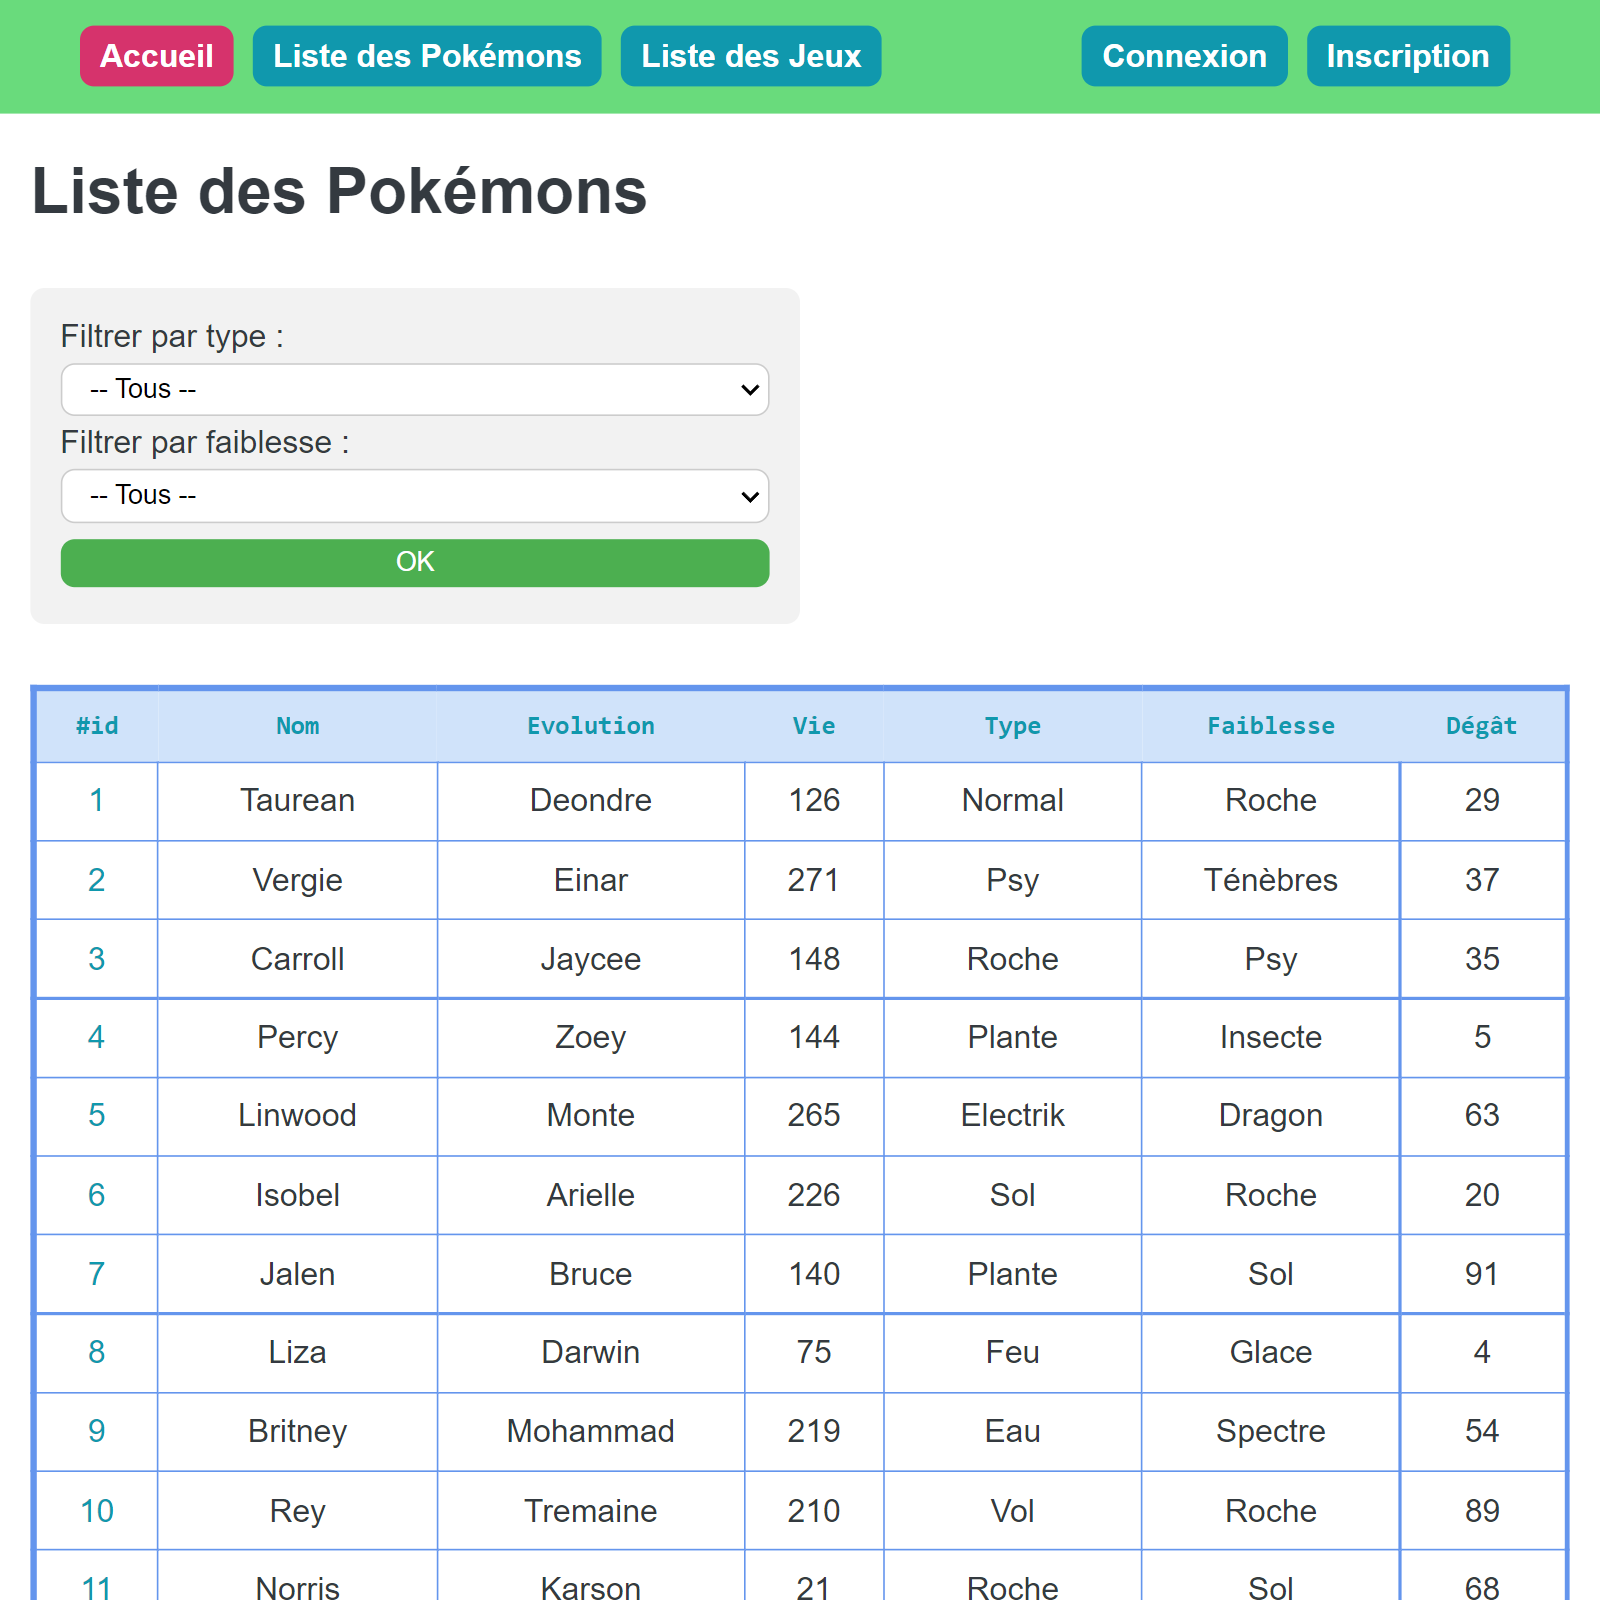 Accueil Liste des Pokémons Liste des Jeux Connexion Inscription
Liste des Pokémons
Filtrer par type :
-- Tous --
Filtrer par faiblesse :
-- Tous --
OK
#id Nom Evolution Vie Type Faiblesse Dégât
1 Taurean Deondre 126 Normal Roche 29
2 Vergie Einar 271 Psy Ténèbres 37
3 Carroll Jaycee 148 Roche Psy 35
4 Percy Zoey 144 Plante Insecte 5
5 Linwood Monte 265 Electrik Dragon 63
6 Isobel Arielle 226 Sol Roche 20
7 Jalen Bruce 140 Plante Sol 91
8 Liza Darwin 75 Feu Glace 4
9 Britney Mohammad 219 Eau Spectre 54
10 Rey Tremaine 210 Vol Roche 89
11 Norris Karson 21 Roche Sol 68